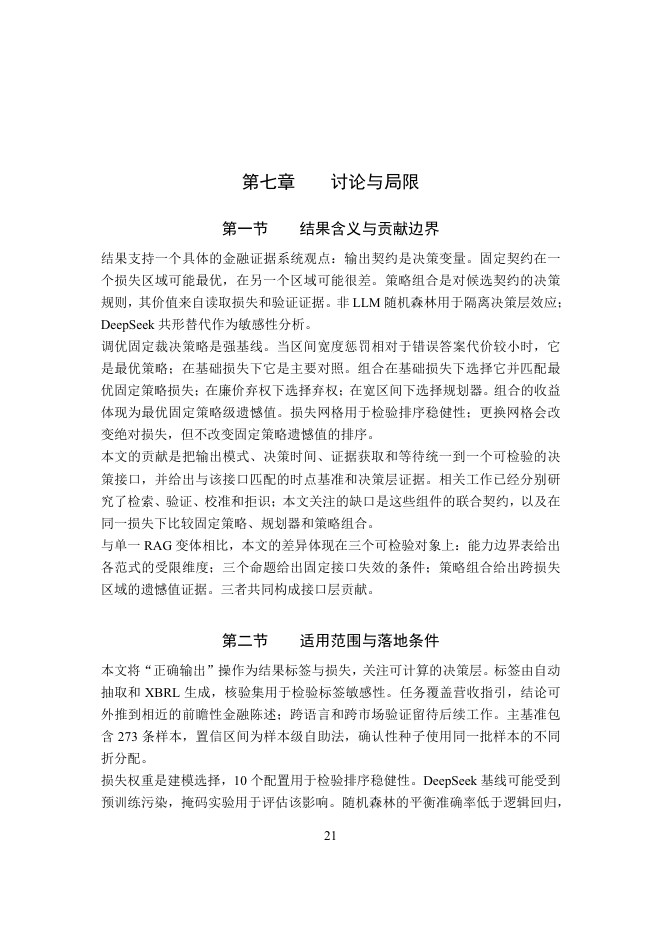 第七章 讨论与局限
第一节 结果含义与贡献边界
结果支持一个具体的金融证据系统观点：输出契约是决策变量。固定契约在一
个损失区域可能最优，在另一个区域可能很差。策略组合是对候选契约的决策
规则，其价值来自读取损失和验证证据。非 LLM 随机森林用于隔离决策层效应；
DeepSeek 共形替代作为敏感性分析。
调优固定裁决策略是强基线。当区间宽度惩罚相对于错误答案代价较小时，它
是最优策略；在基础损失下它是主要对照。组合在基础损失下选择它并匹配最
优固定策略损失；在廉价弃权下选择弃权；在宽区间下选择规划器。组合的收益
体现为最优固定策略级遗憾值。损失网格用于检验排序稳健性；更换网格会改
变绝对损失，但不改变固定策略遗憾值的排序。
本文的贡献是把输出模式、决策时间、证据获取和等待统一到一个可检验的决
策接口，并给出与该接口匹配的时点基准和决策层证据。相关工作已经分别研
究了检索、验证、校准和拒识；本文关注的缺口是这些组件的联合契约，以及在
同一损失下比较固定策略、规划器和策略组合。
与单一 RAG 变体相比，本文的差异体现在三个可检验对象上：能力边界表给出
各范式的受限维度；三个命题给出固定接口失效的条件；策略组合给出跨损失
区域的遗憾值证据。三者共同构成接口层贡献。
第二节 适用范围与落地条件
本文将“正确输出”操作为结果标签与损失，关注可计算的决策层。标签由自动
抽取和 XBRL 生成，核验集用于检验标签敏感性。任务覆盖营收指引，结论可
外推到相近的前瞻性金融陈述；跨语言和跨市场验证留待后续工作。主基准包
含 273 条样本，置信区间为样本级自助法，确认性种子使用同一批样本的不同
折分配。
损失权重是建模选择，10 个配置用于检验排序稳健性。DeepSeek 基线可能受到
预训练污染，掩码实验用于评估该影响。随机森林的平衡准确率低于逻辑回归，
21